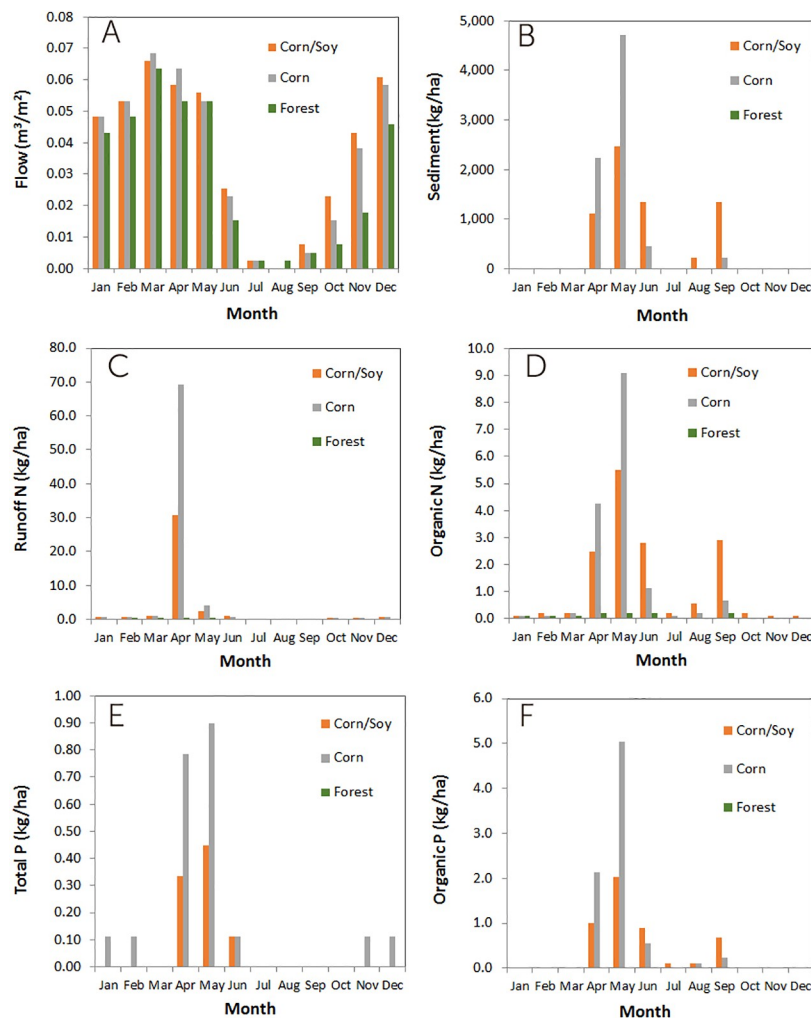 A
Flow (m³/m²)
0.08
0.07
0.06
0.05
0.04
0.03
0.02
0.01
0.00
Corn/Soy
Corn
Forest
Jan Feb Mar Apr May Jun Jul Aug Sep Oct Nov Dec
Month
B
Sediment(kg/ha)
5,000
4,000
3,000
2,000
1,000
0
Corn/Soy
Corn
Forest
Jan Feb Mar Apr May Jun Jul Aug Sep Oct Nov Dec
Month
C
Runoff N (kg/ha)
80.0
70.0
60.0
50.0
40.0
30.0
20.0
10.0
0.0
Corn/Soy
Corn
Forest
Jan Feb Mar Apr May Jun Jul Aug Sep Oct Nov Dec
Month
D
Organic N (kg/ha)
10.0
9.0
8.0
7.0
6.0
5.0
4.0
3.0
2.0
1.0
0.0
Corn/Soy
Corn
Forest
Jan Feb Mar Apr May Jun Jul Aug Sep Oct Nov Dec
Month
E
Total P (kg/ha)
1.00
0.90
0.80
0.70
0.60
0.50
0.40
0.30
0.20
0.10
0.00
Corn/Soy
Corn
Forest
Jan Feb Mar Apr May Jun Jul Aug Sep Oct Nov Dec
Month
F
Organic P (kg/ha)
6.0
5.0
4.0
3.0
2.0
1.0
0.0
Corn/Soy
Corn
Forest
Jan Feb Mar Apr May Jun Jul Aug Sep Oct Nov Dec
Month